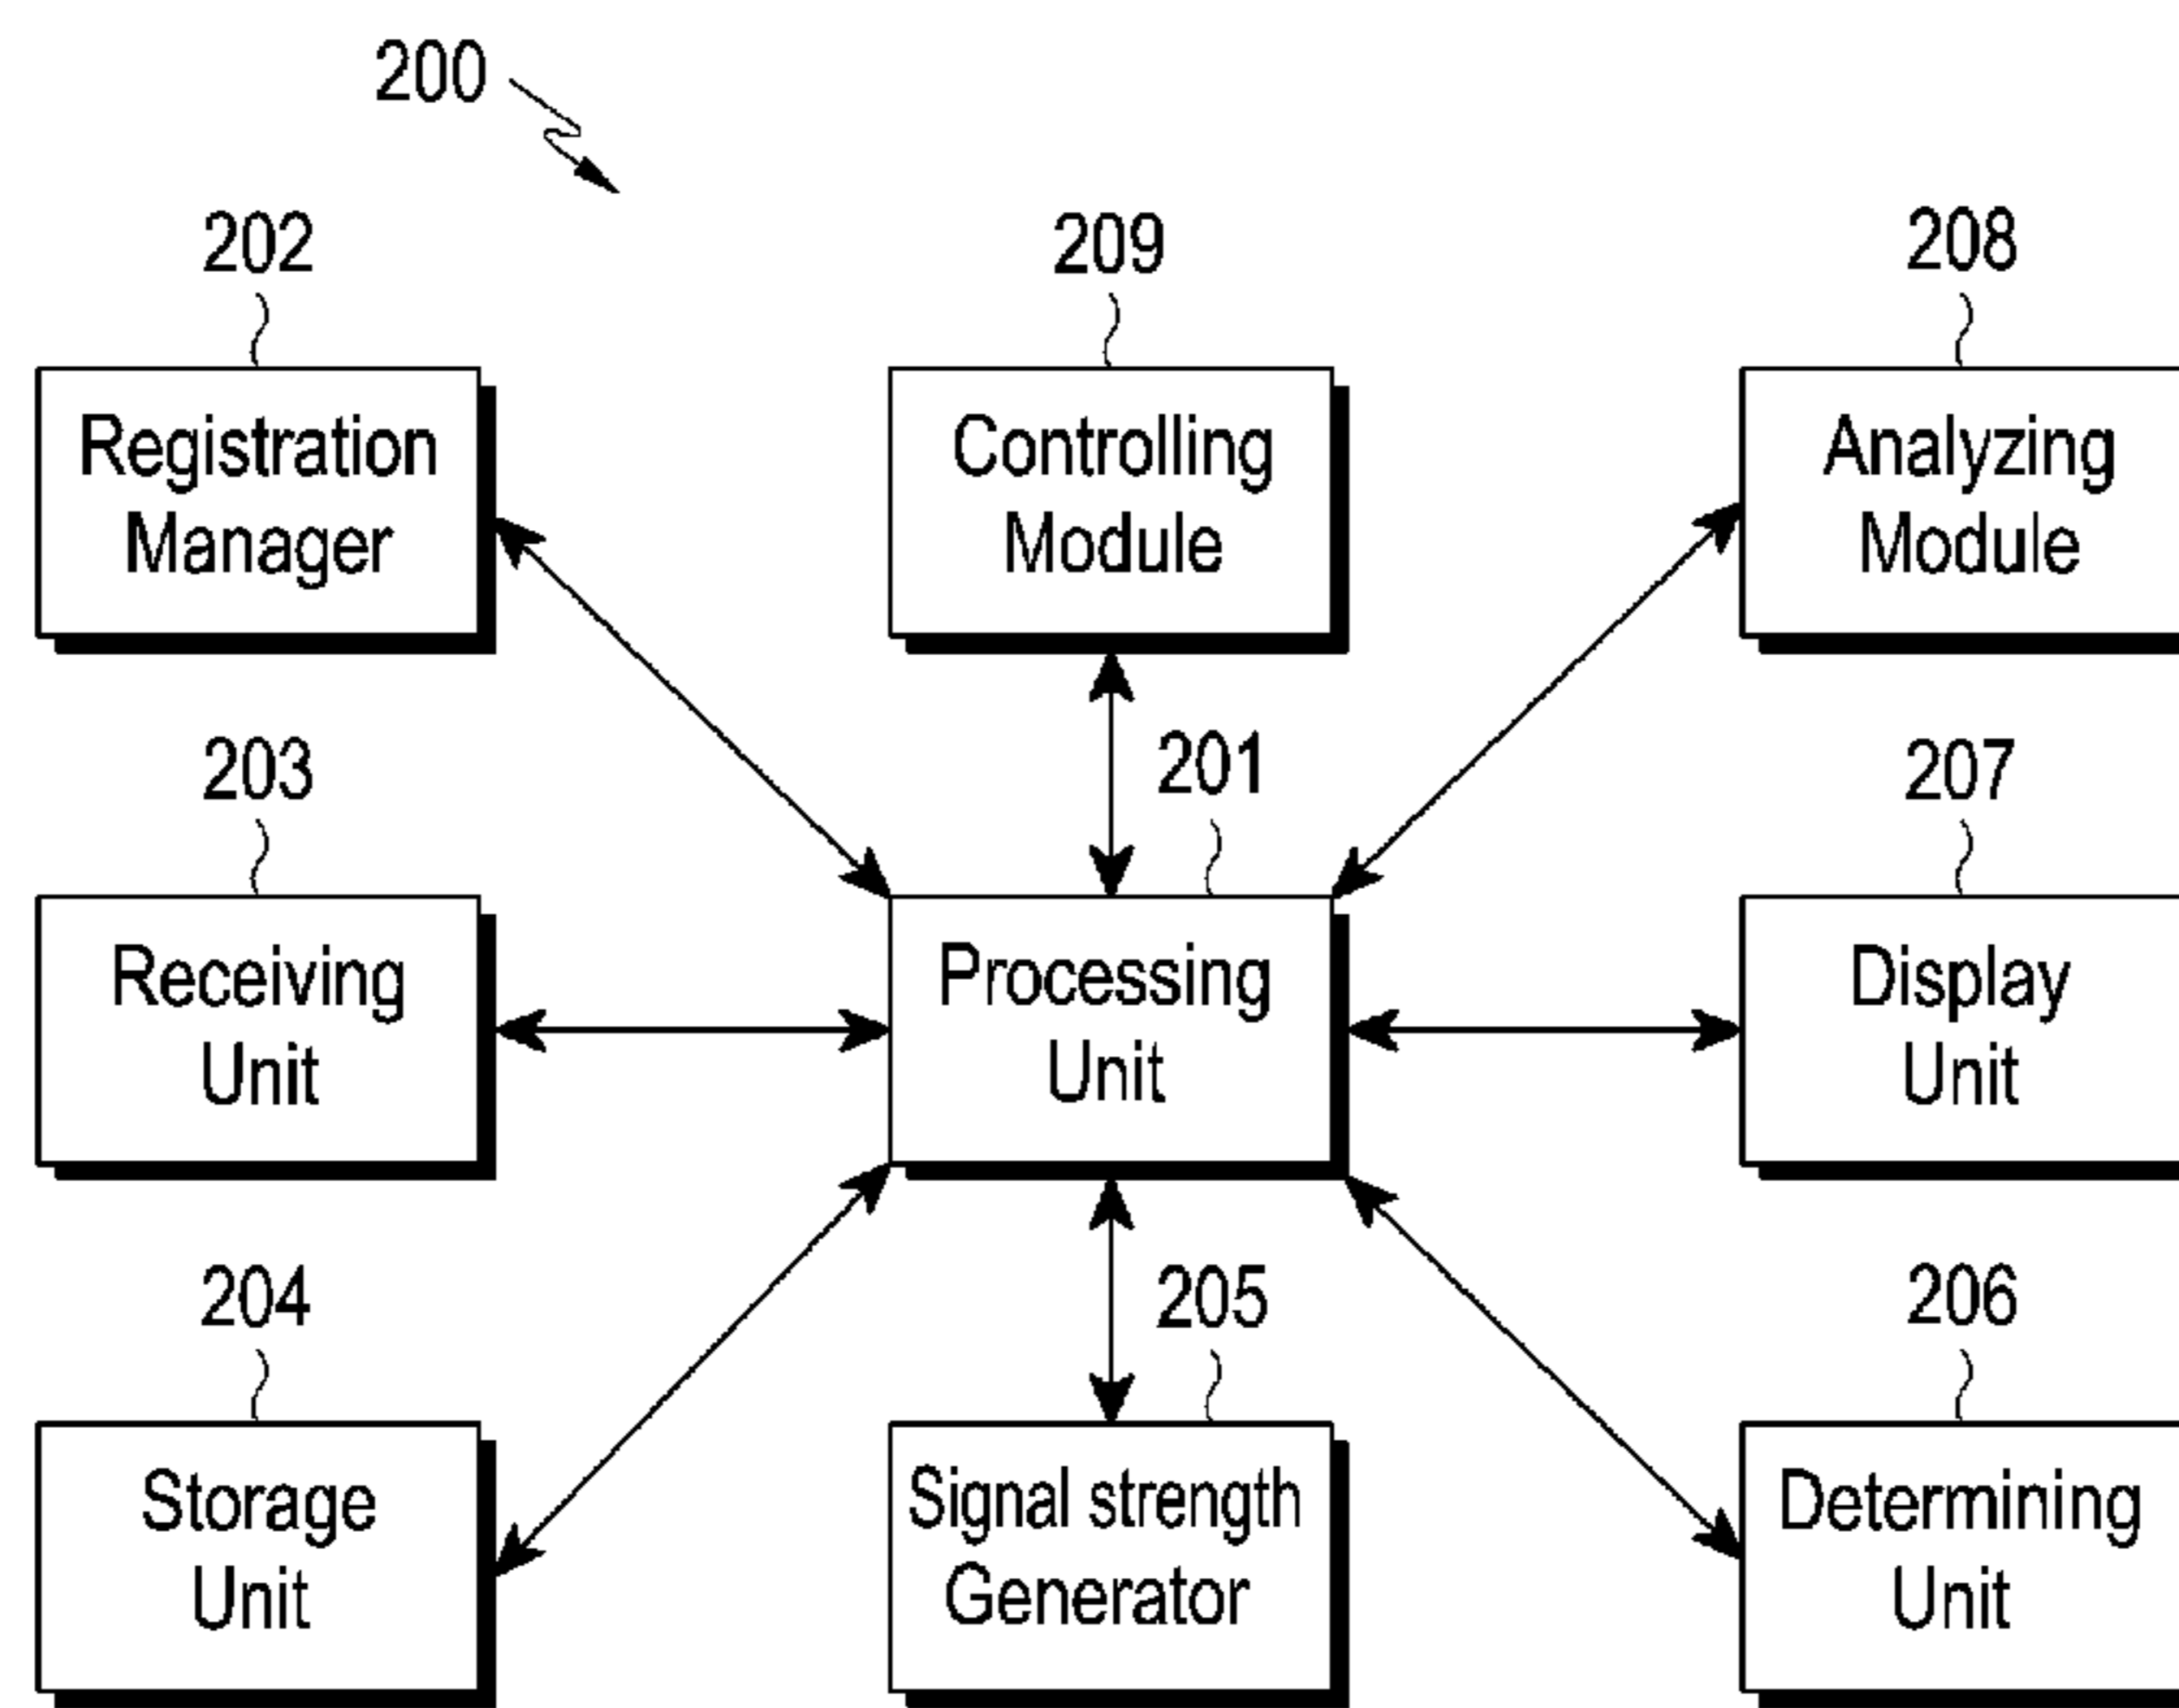 200
202
209
208
Registration
Manager
Controlling
Module
Analyzing
Module
203
201
207
Receiving
Unit
Processing
Unit
Display
Unit
204
205
206
Storage
Unit
Signal strength
Generator
Determining
Unit